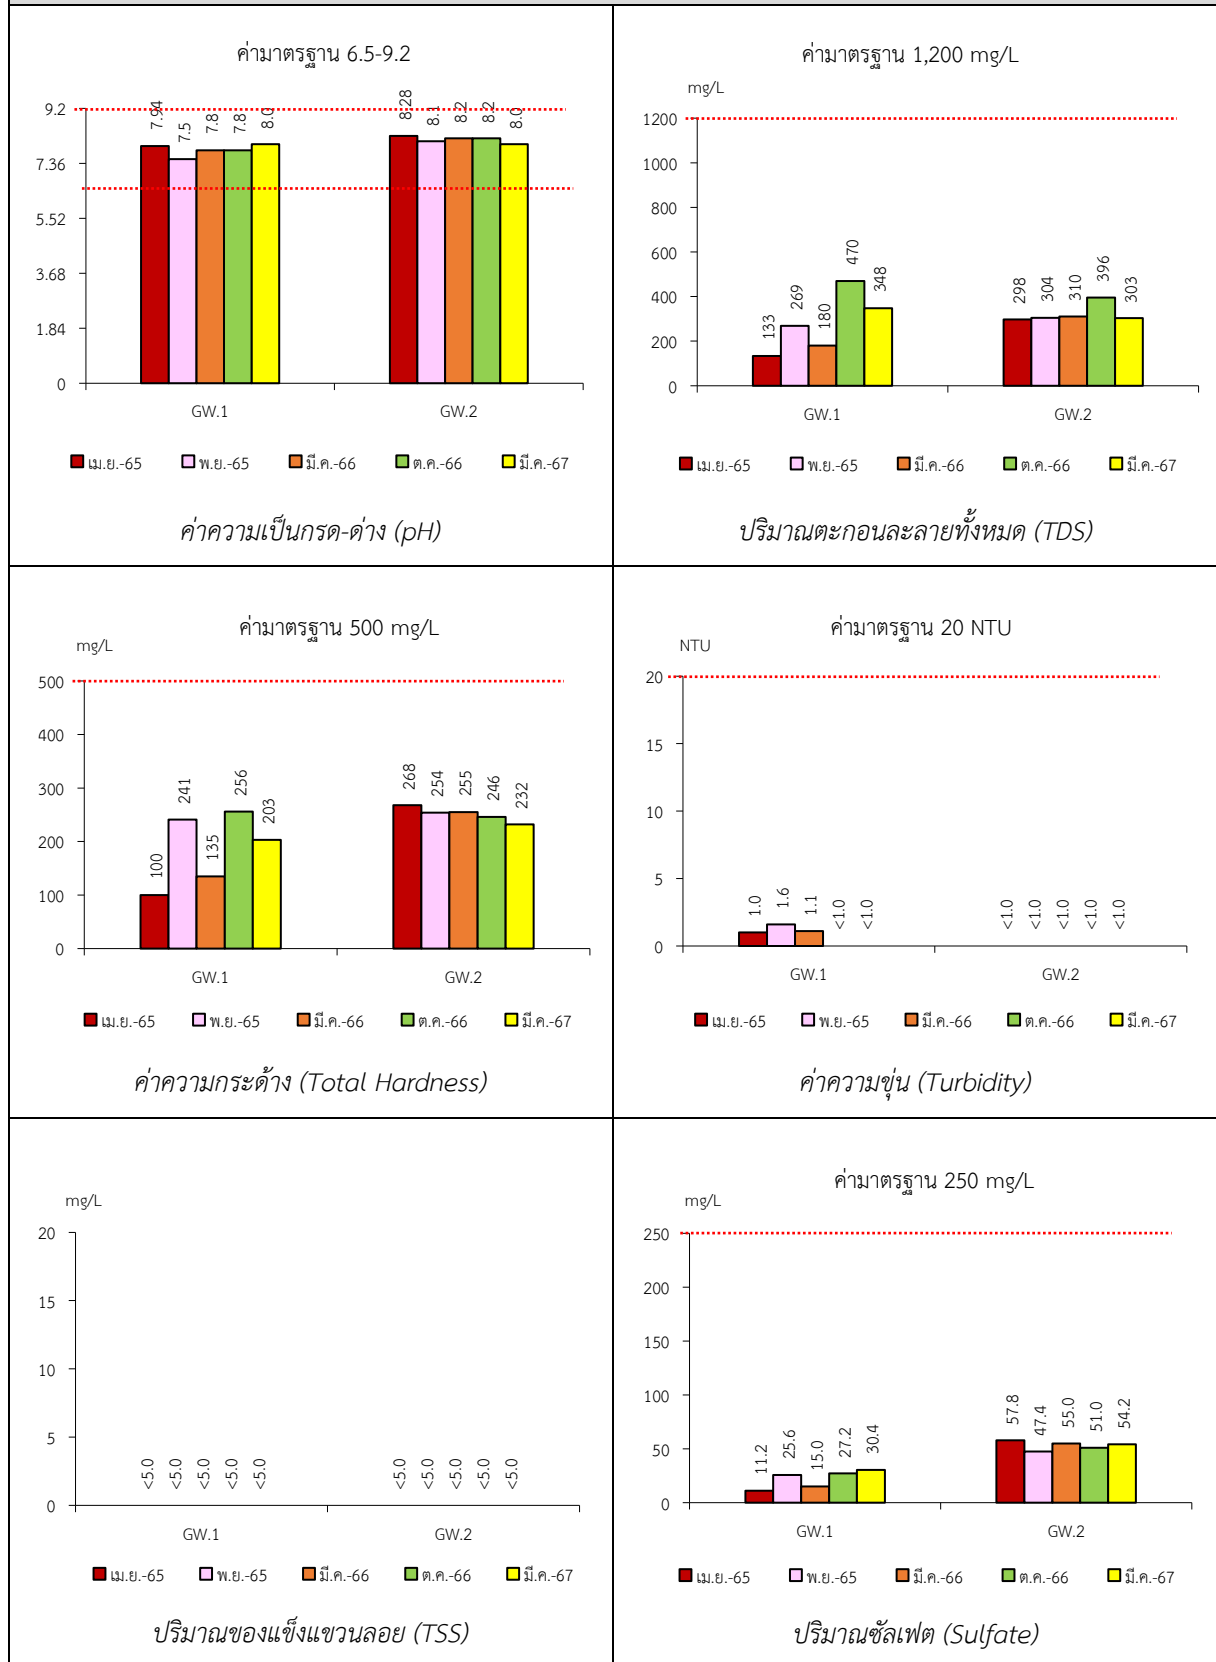 ค่ามาตรฐาน 6.5-9.2
9.2
7.36
5.52
3.68
1.84
0
7.94
7.5
7.8
7.8
8.0
8.28
8.1
8.2
8.2
8.0
GW.1
GW.2
เม.ย.-65 พ.ย.-65 มี.ค.-66 ต.ค.-66 มี.ค.-67
ค่าความเป็นกรด-ด่าง (pH)
ค่ามาตรฐาน 1,200 mg/L
mg/L
1200
1000
800
600
400
200
0
133
269
180
470
348
298
304
310
396
303
GW.1
GW.2
เม.ย.-65 พ.ย.-65 มี.ค.-66 ต.ค.-66 มี.ค.-67
ปริมาณตะกอนละลายทั้งหมด (TDS)
ค่ามาตรฐาน 500 mg/L
mg/L
500
400
300
200
100
0
100
241
135
256
203
268
254
255
246
232
GW.1
GW.2
เม.ย.-65 พ.ย.-65 มี.ค.-66 ต.ค.-66 มี.ค.-67
ค่าความกระด้าง (Total Hardness)
ค่ามาตรฐาน 20 NTU
NTU
20
15
10
5
0
1.0
1.6
1.1
<1.0
<1.0
<1.0
<1.0
<1.0
<1.0
<1.0
GW.1
GW.2
เม.ย.-65 พ.ย.-65 มี.ค.-66 ต.ค.-66 มี.ค.-67
ค่าความขุ่น (Turbidity)
mg/L
20
15
10
5
0
<5.0
<5.0
<5.0
<5.0
<5.0
<5.0
<5.0
<5.0
<5.0
<5.0
GW.1
GW.2
เม.ย.-65 พ.ย.-65 มี.ค.-66 ต.ค.-66 มี.ค.-67
ปริมาณของแข็งแขวนลอย (TSS)
ค่ามาตรฐาน 250 mg/L
mg/L
250
200
150
100
50
0
11.2
25.6
15.0
27.2
30.4
57.8
47.4
55.0
51.0
54.2
GW.1
GW.2
เม.ย.-65 พ.ย.-65 มี.ค.-66 ต.ค.-66 มี.ค.-67
ปริมาณซัลเฟต (Sulfate)